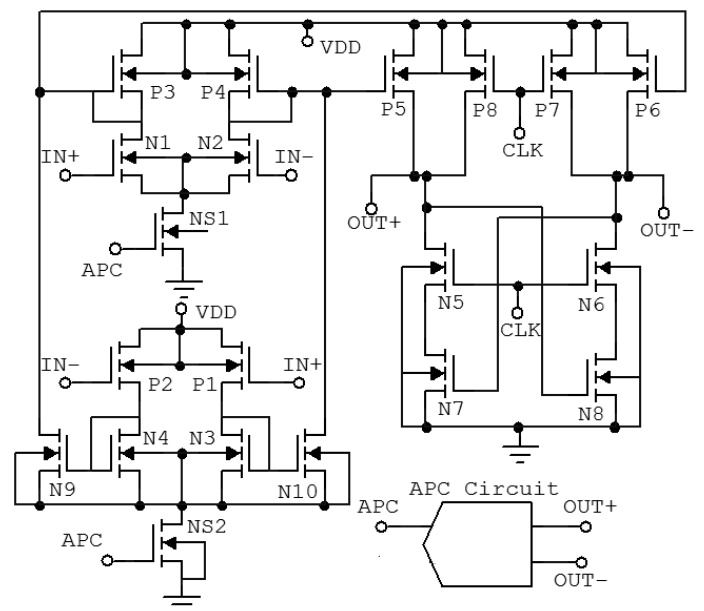 VDD
P3 P4 P5 P8 P7 P6
IN+ N1 N2 IN-
CLK
OUT+ OUT-
NS1
APC
N5 N6
VDD
CLK
IN- P2 P1 IN+
N7 N8
N4 N3
N9 N10
APC Circuit
APC OUT+
NS2
APC
OUT-